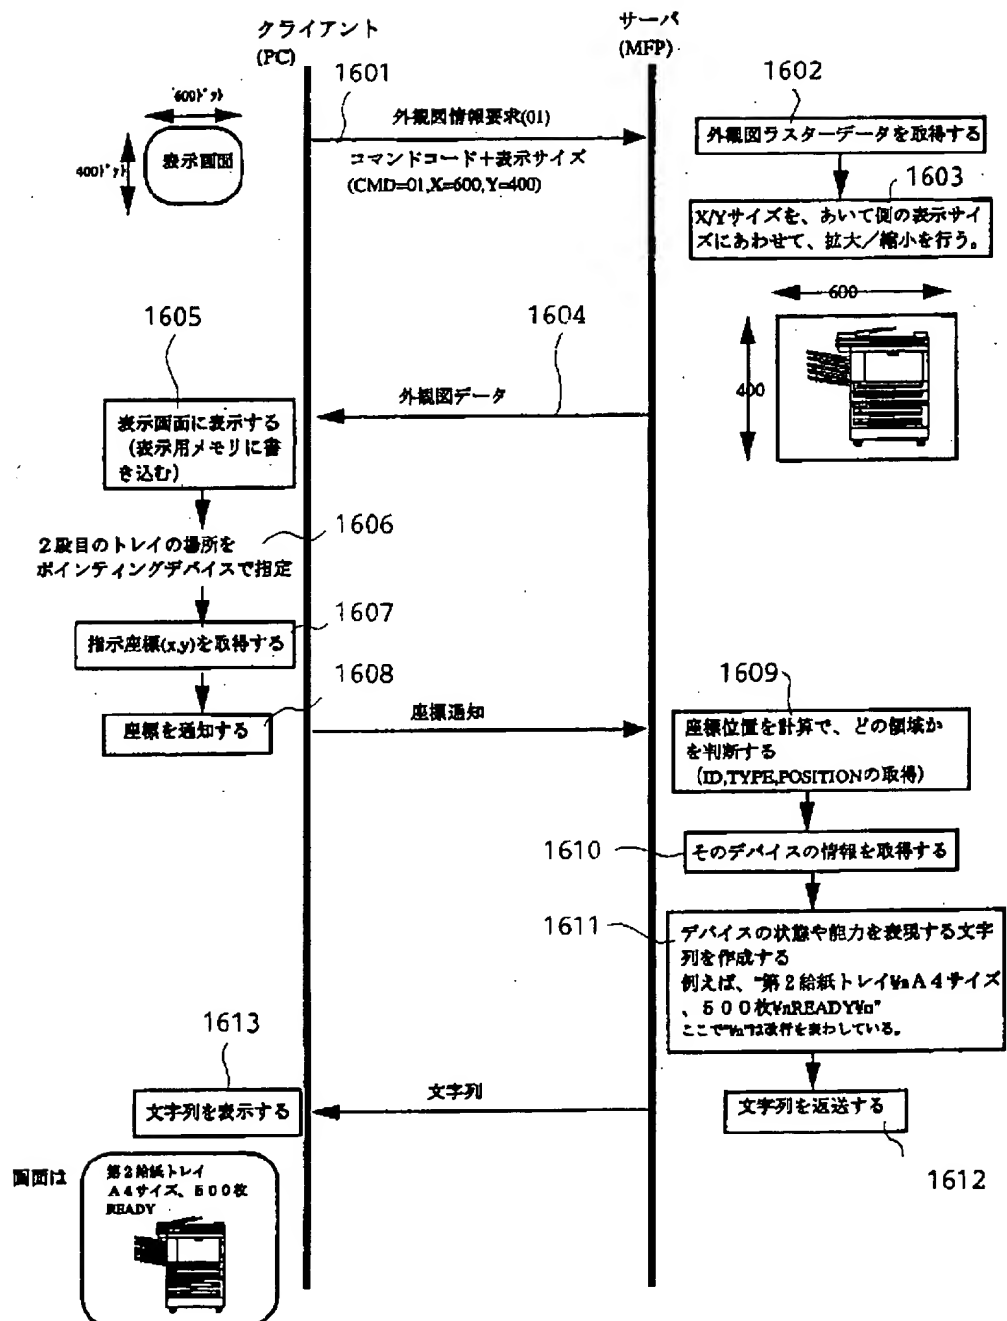 クライアント
(PC)
サーバ
(MFP)
600ドット
400ドット
表示画面
1601
外観図情報要求(01)
コマンドコード+表示サイズ
(CMD=01,X=600,Y=400)
1602
外観図ラスターデータを取得する
1603
X/Yサイズを、あいて側の表示サイ
ズにあわせて、拡大/縮小を行う。
600
400
1604
外観図データ
1605
表示画面に表示する
(表示用メモリに書
き込む)
1606
2段目のトレイの場所を
ポインティングデバイスで指定
1607
指示座標(x,y)を取得する
1608
座標を通知する
座標通知
1609
座標位置を計算で、どの領域か
を判断する
(ID,TYPE,POSITIONの取得)
1610
そのデバイスの情報を取得する
1611
デバイスの状態や能力を表現する文字
列を作成する
例えば、"第2給紙トレイ¥nA4サイズ
、500枚¥nREADY¥n"
ここで"¥n"は改行を表わしている。
1612
文字列を返送する
文字列
1613
文字列を表示する
画面は
第2給紙トレイ
A4サイズ、500枚
READY